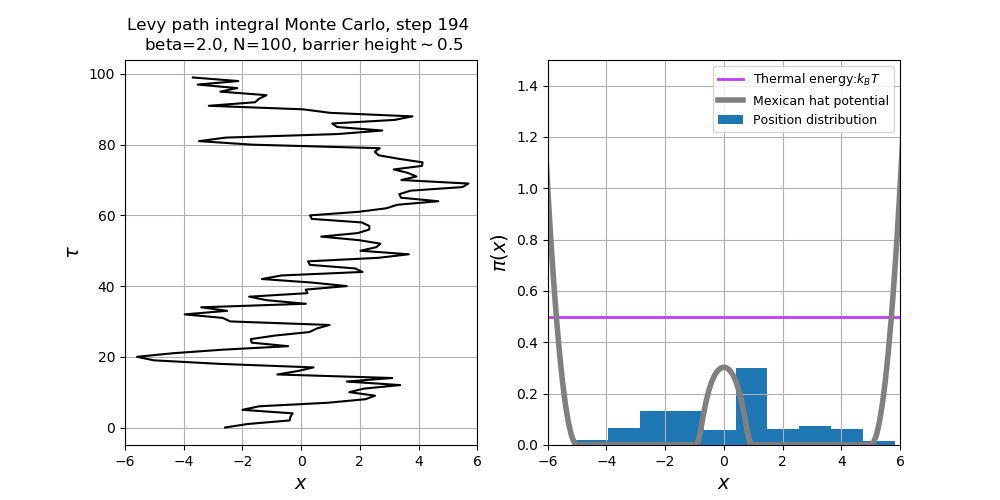 Levy path integral Monte Carlo, step 194
beta=2.0, N=100, barrier height ~ 0.5
100
80
60
40
20
0
τ
−6 −4 −2 0 2 4 6
x
1.4
1.2
1.0
0.8
0.6
0.4
0.2
0.0
π(x)
Thermal energy:k_BT
Mexican hat potential
Position distribution
−6 −4 −2 0 2 4 6
x